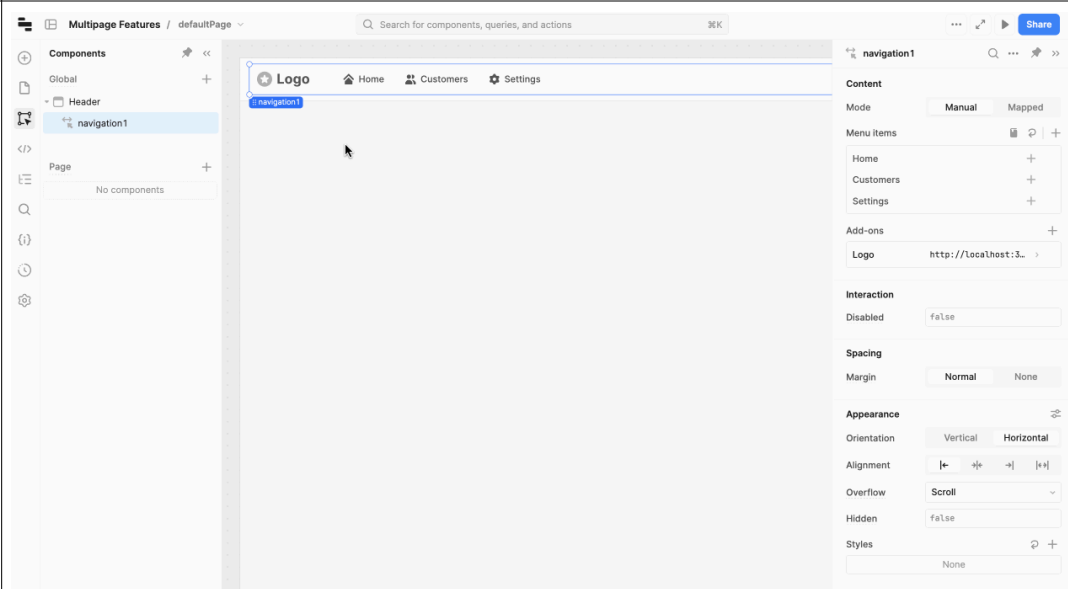 Multipage Features / defaultPage
Search for components, queries, and actions ⌘K
Share
Components
Global
Header
navigation1
Page
No components
Logo Home Customers Settings
navigation1
navigation1
Content
Mode Manual Mapped
Menu items
Home
Customers
Settings
Add-ons
Logo http://localhost:3…
Interaction
Disabled false
Spacing
Margin Normal None
Appearance
Orientation Vertical Horizontal
Alignment
Overflow Scroll
Hidden false
Styles
None